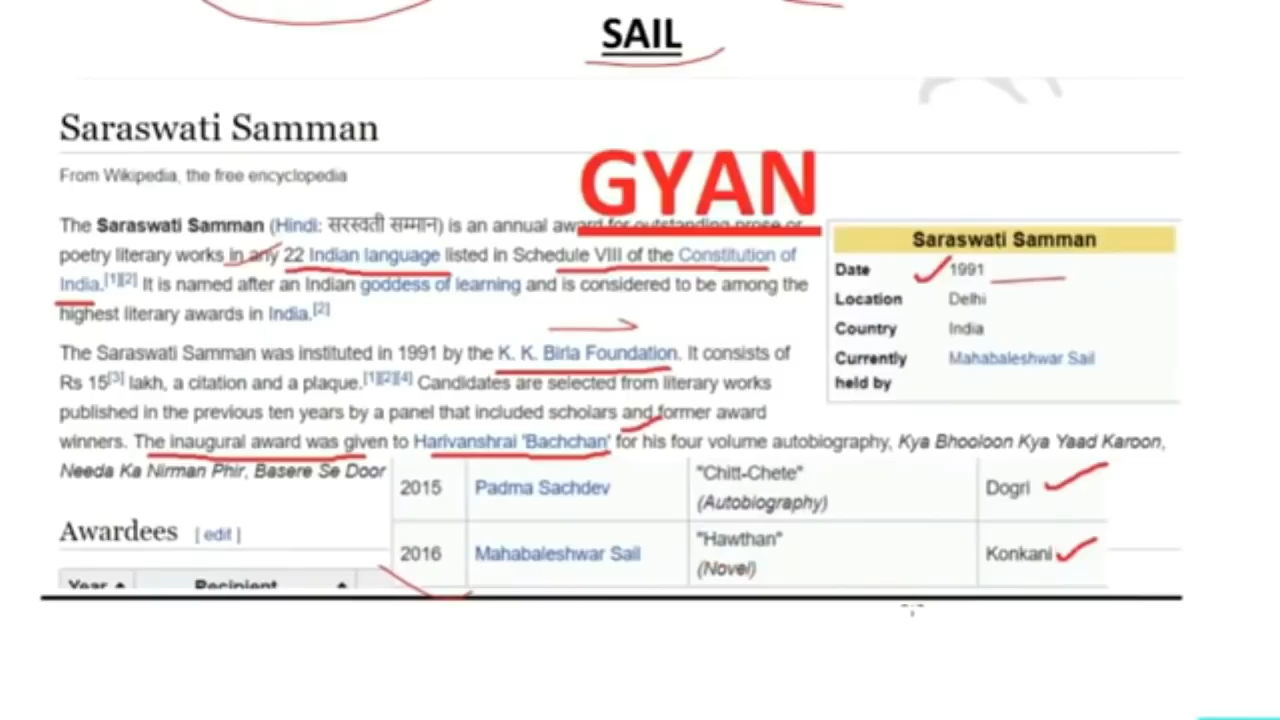 SAIL
Saraswati Samman
From Wikipedia, the free encyclopedia
GYAN
The Saraswati Samman (Hindi: सरस्वती सम्मान) is an annual award for outstanding prose or
poetry literary works in any 22 Indian language listed in Schedule VIII of the Constitution of
India.[1][2] It is named after an Indian goddess of learning and is considered to be among the
highest literary awards in India.[2]
The Saraswati Samman was instituted in 1991 by the K. K. Birla Foundation. It consists of
Rs 15[3] lakh, a citation and a plaque.[1][2][4] Candidates are selected from literary works
published in the previous ten years by a panel that included scholars and former award
winners. The inaugural award was given to Harivanshrai 'Bachchan' for his four volume autobiography, Kya Bhooloon Kya Yaad Karoon,
Needa Ka Nirman Phir, Basere Se Door
Saraswati Samman
Date 1991
Location Delhi
Country India
Currently Mahabaleshwar Sail
held by
2015 Padma Sachdev "Chitt-Chete" Dogri
(Autobiography)
2016 Mahabaleshwar Sail "Hawthan" Konkani
(Novel)
Awardees [ edit ]
Year Recipient